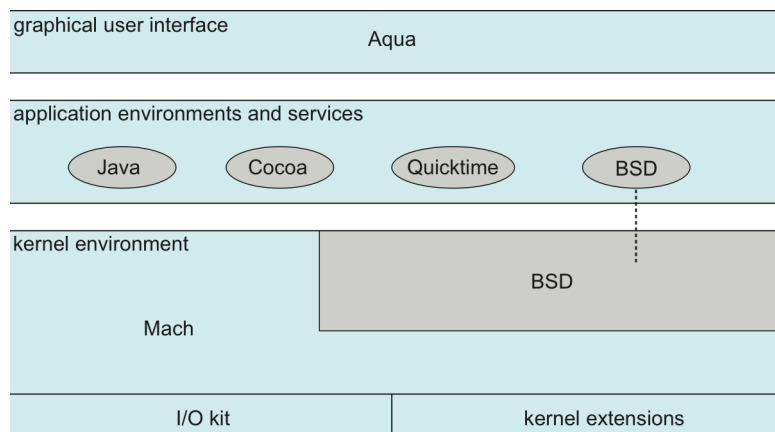 graphical user interface
Aqua
application environments and services
Java
Cocoa
Quicktime
BSD
kernel environment
BSD
Mach
I/O kit
kernel extensions